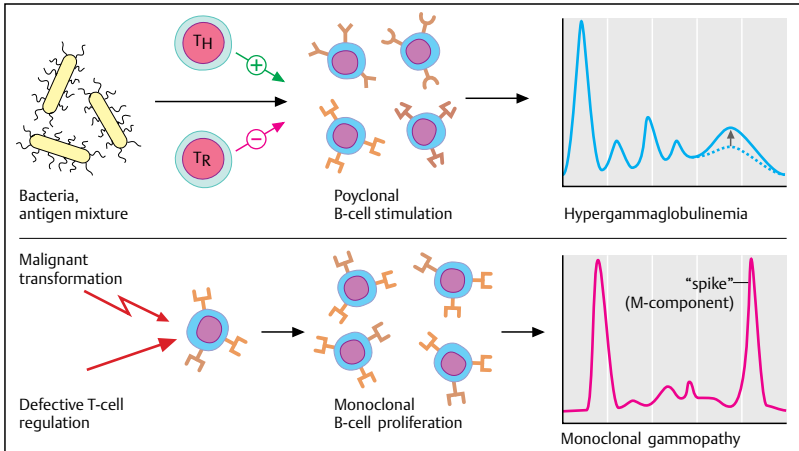 TH
+
−
TR
Bacteria,
antigen mixture
Poyclonal
B-cell stimulation
Hypergammaglobulinemia
Malignant
transformation
Defective T-cell
regulation
Monoclonal
B-cell proliferation
“spike”
(M-component)
Monoclonal gammopathy